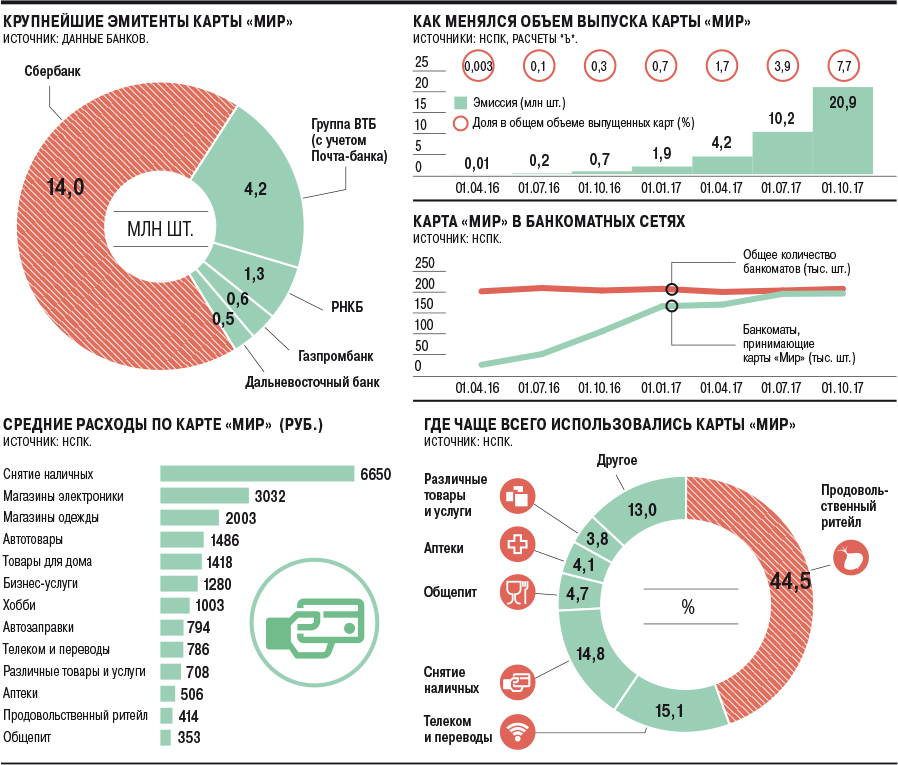 КРУПНЕЙШИЕ ЭМИТЕНТЫ КАРТЫ «МИР»
ИСТОЧНИК: ДАННЫЕ БАНКОВ.
Сбербанк
Группа ВТБ
(с учетом
Почта-банка)
14,0
4,2
МЛН ШТ.
1,3
0,6
0,5
РНКБ
Газпромбанк
Дальневосточный банк
КАК МЕНЯЛСЯ ОБЪЕМ ВЫПУСКА КАРТЫ «МИР»
ИСТОЧНИКИ: НСПК, РАСЧЕТЫ "Ъ".
25
20
15
10
5
0
0,003
0,1
0,3
0,7
1,7
3,9
7,7
Эмиссия (млн шт.)
Доля в общем объеме выпущенных карт (%)
0,01
0,2
0,7
1,9
4,2
10,2
20,9
01.04.16
01.07.16
01.10.16
01.01.17
01.04.17
01.07.17
01.10.17
КАРТА «МИР» В БАНКОМАТНЫХ СЕТЯХ
ИСТОЧНИК: НСПК.
250
200
150
100
50
0
Общее количество
банкоматов (тыс. шт.)
Банкоматы,
принимающие
карты «Мир» (тыс. шт.)
01.04.16
01.07.16
01.10.16
01.01.17
01.04.17
01.07.17
01.10.17
СРЕДНИЕ РАСХОДЫ ПО КАРТЕ «МИР» (РУБ.)
ИСТОЧНИК: НСПК.
Снятие наличных 6650
Магазины электроники 3032
Магазины одежды 2003
Автотовары 1486
Товары для дома 1418
Бизнес-услуги 1280
Хобби 1003
Автозаправки 794
Телеком и переводы 786
Различные товары и услуги 708
Аптеки 506
Продовольственный ритейл 414
Общепит 353
ГДЕ ЧАЩЕ ВСЕГО ИСПОЛЬЗОВАЛИСЬ КАРТЫ «МИР»
ИСТОЧНИК: НСПК.
Другое
Различные
товары
и услуги
Аптеки
Общепит
Снятие
наличных
Телеком
и переводы
Продоволь-
ственный
ритейл
13,0
3,8
4,1
4,7
14,8
15,1
44,5
%